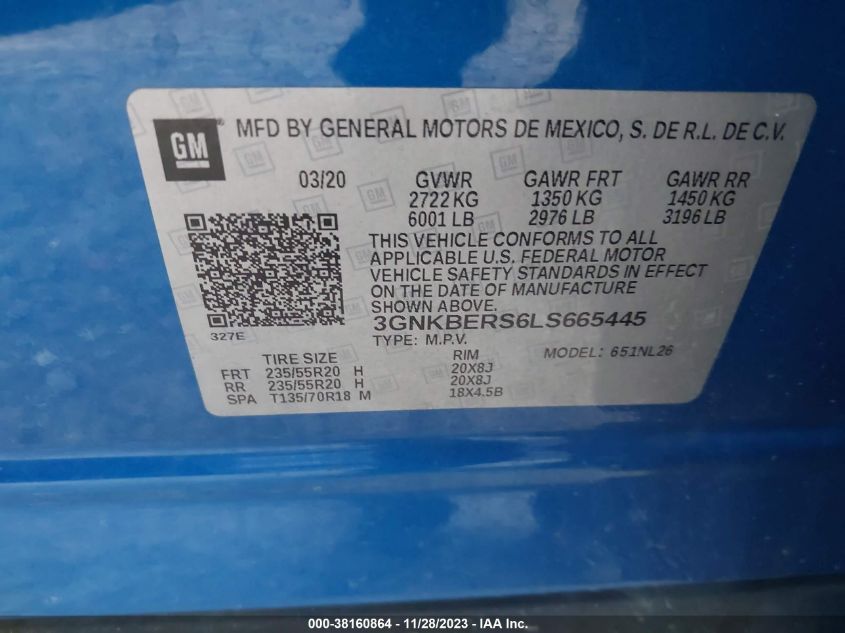 GM MFD BY GENERAL MOTORS DE MEXICO, S. DE R.L. DE C.V.
03/20 GVWR GAWR FRT GAWR RR
2722 KG 1350 KG 1450 KG
6001 LB 2976 LB 3196 LB
THIS VEHICLE CONFORMS TO ALL
APPLICABLE U.S. FEDERAL MOTOR
VEHICLE SAFETY STANDARDS IN EFFECT
ON THE DATE OF MANUFACTURE
SHOWN ABOVE.
3GNKBERS6LS665445
327E
TYPE: M.P.V. MODEL: 651NL26
TIRE SIZE RIM
FRT 235/55R20 H 20X8J
RR 235/55R20 H 20X8J
SPA T135/70R18 M 18X4.5B
000-38160864 - 11/28/2023 - IAA Inc.